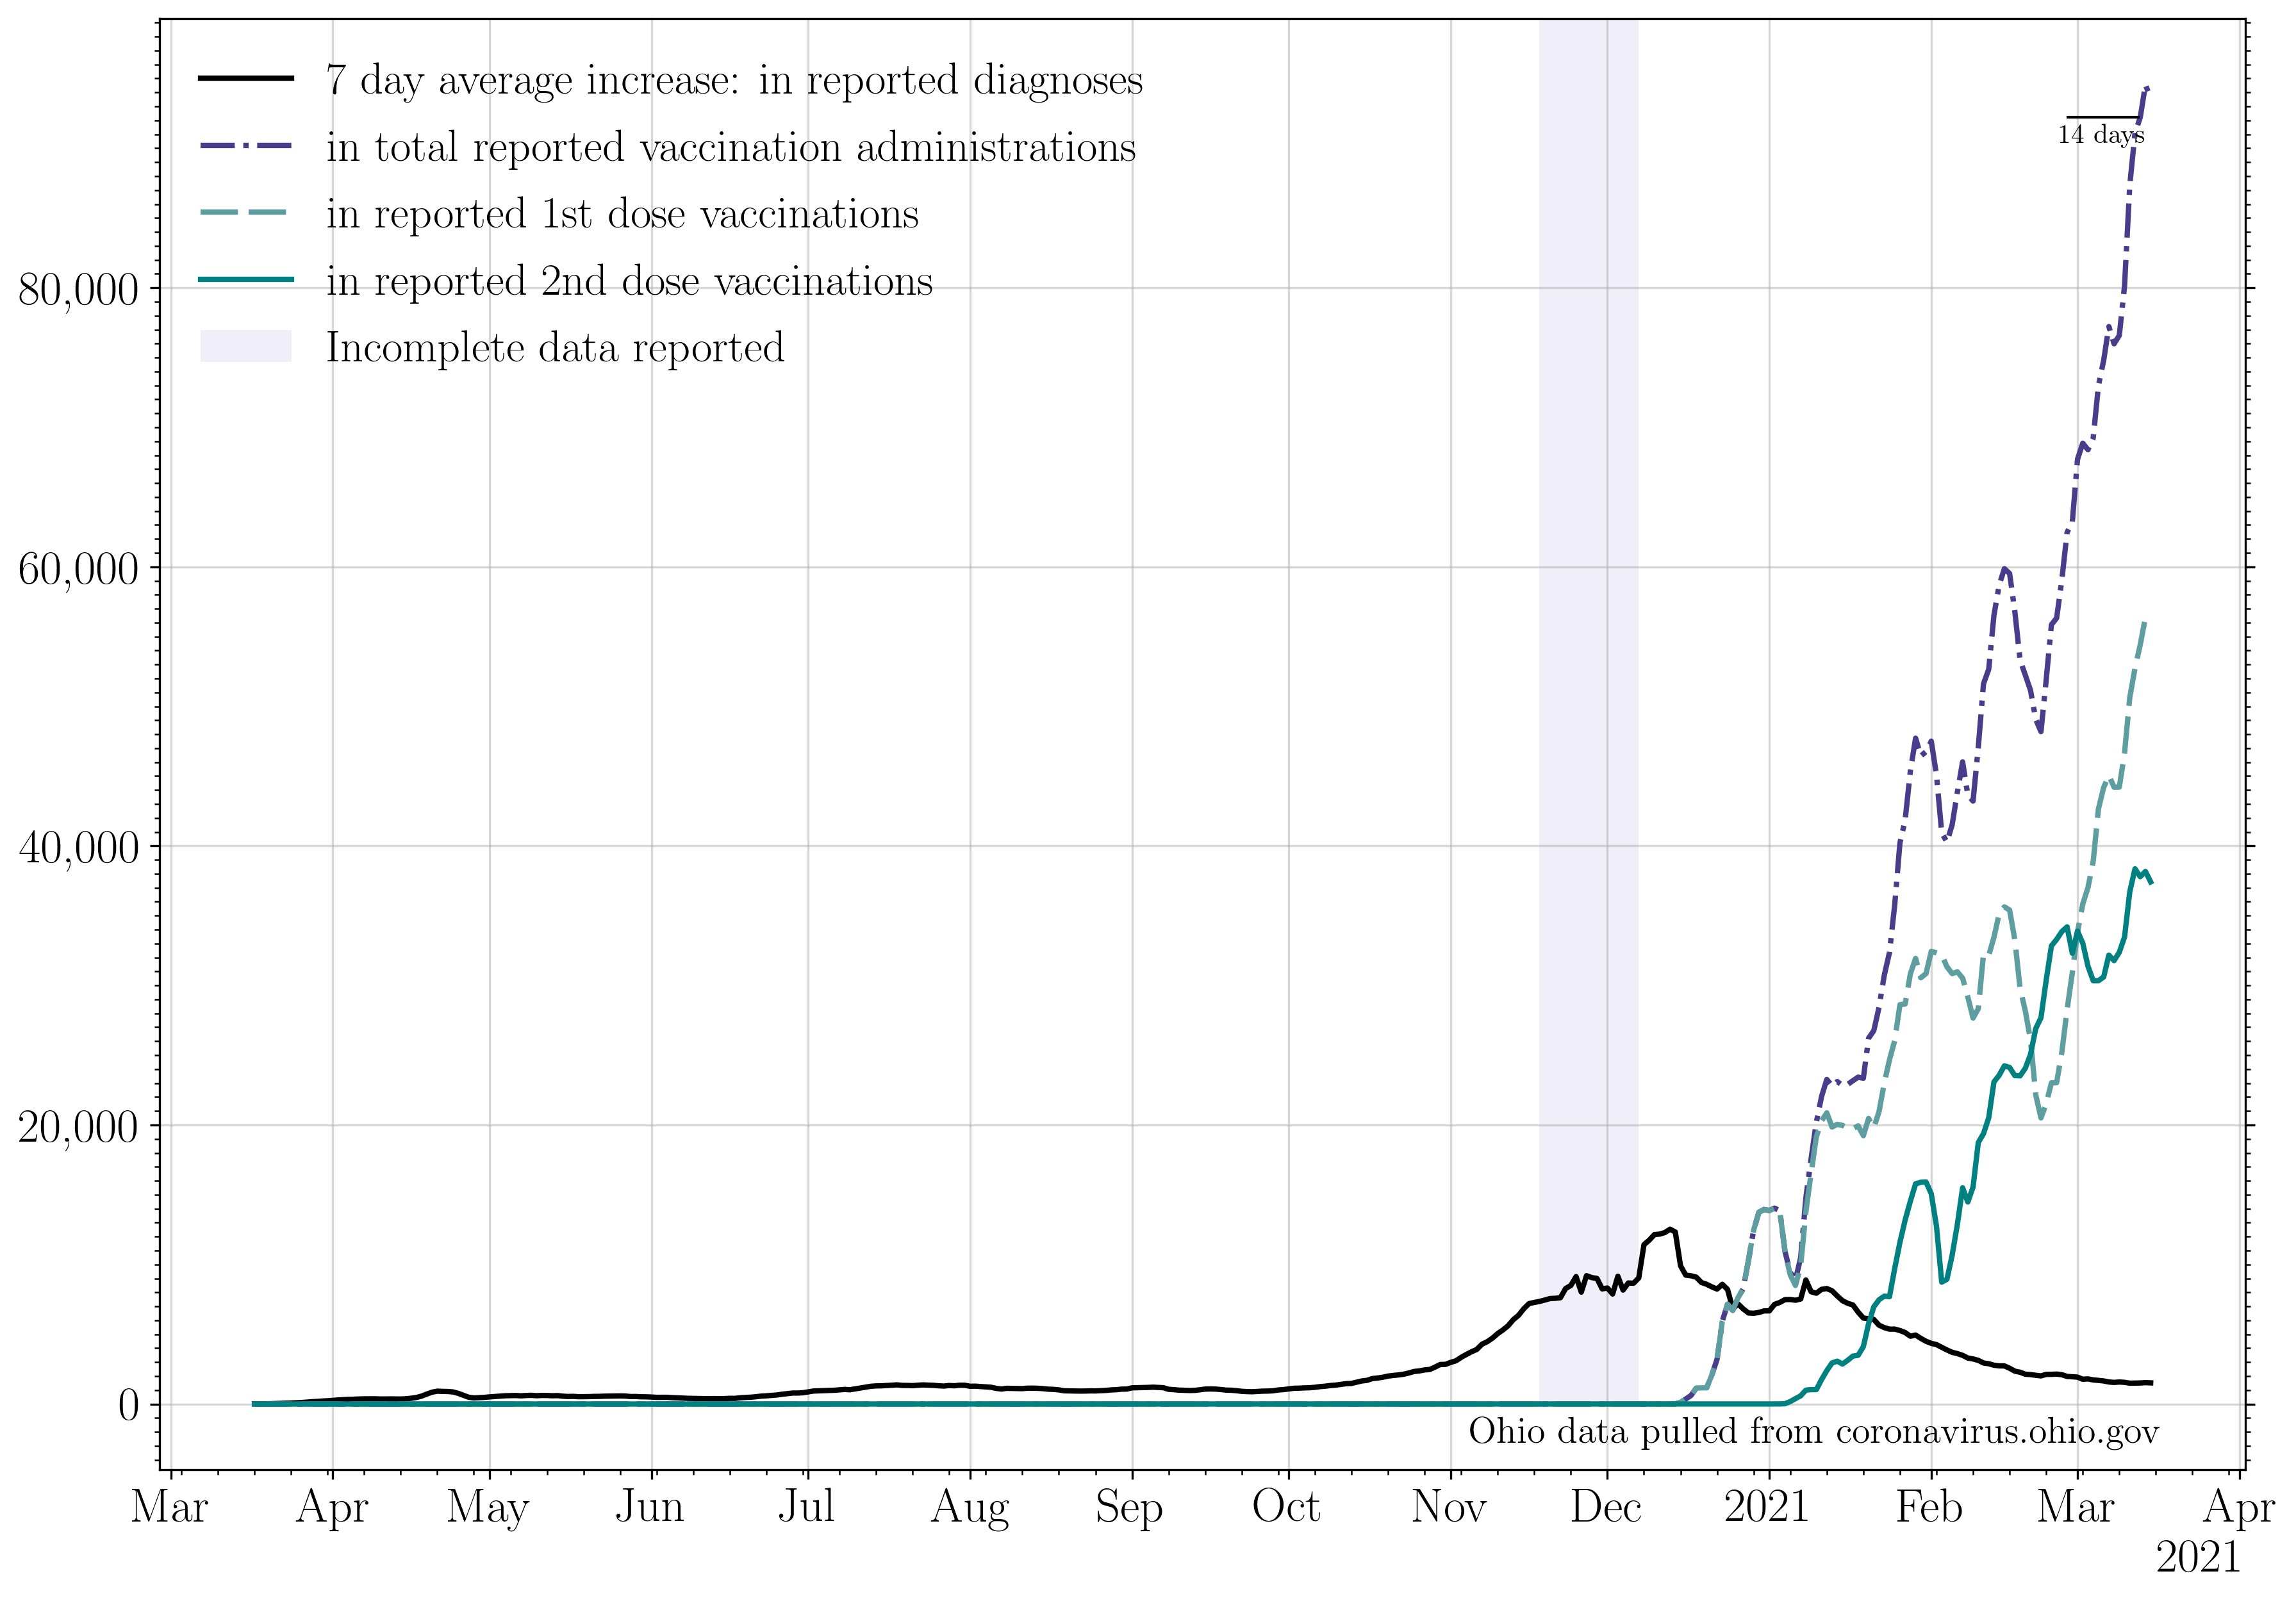 7 day average increase: in reported diagnoses
in total reported vaccination administrations
in reported 1st dose vaccinations
in reported 2nd dose vaccinations
Incomplete data reported
14 days
80,000
60,000
40,000
20,000
0
Ohio data pulled from coronavirus.ohio.gov
Mar Apr May Jun Jul Aug Sep Oct Nov Dec 2021 Feb Mar Apr
2021